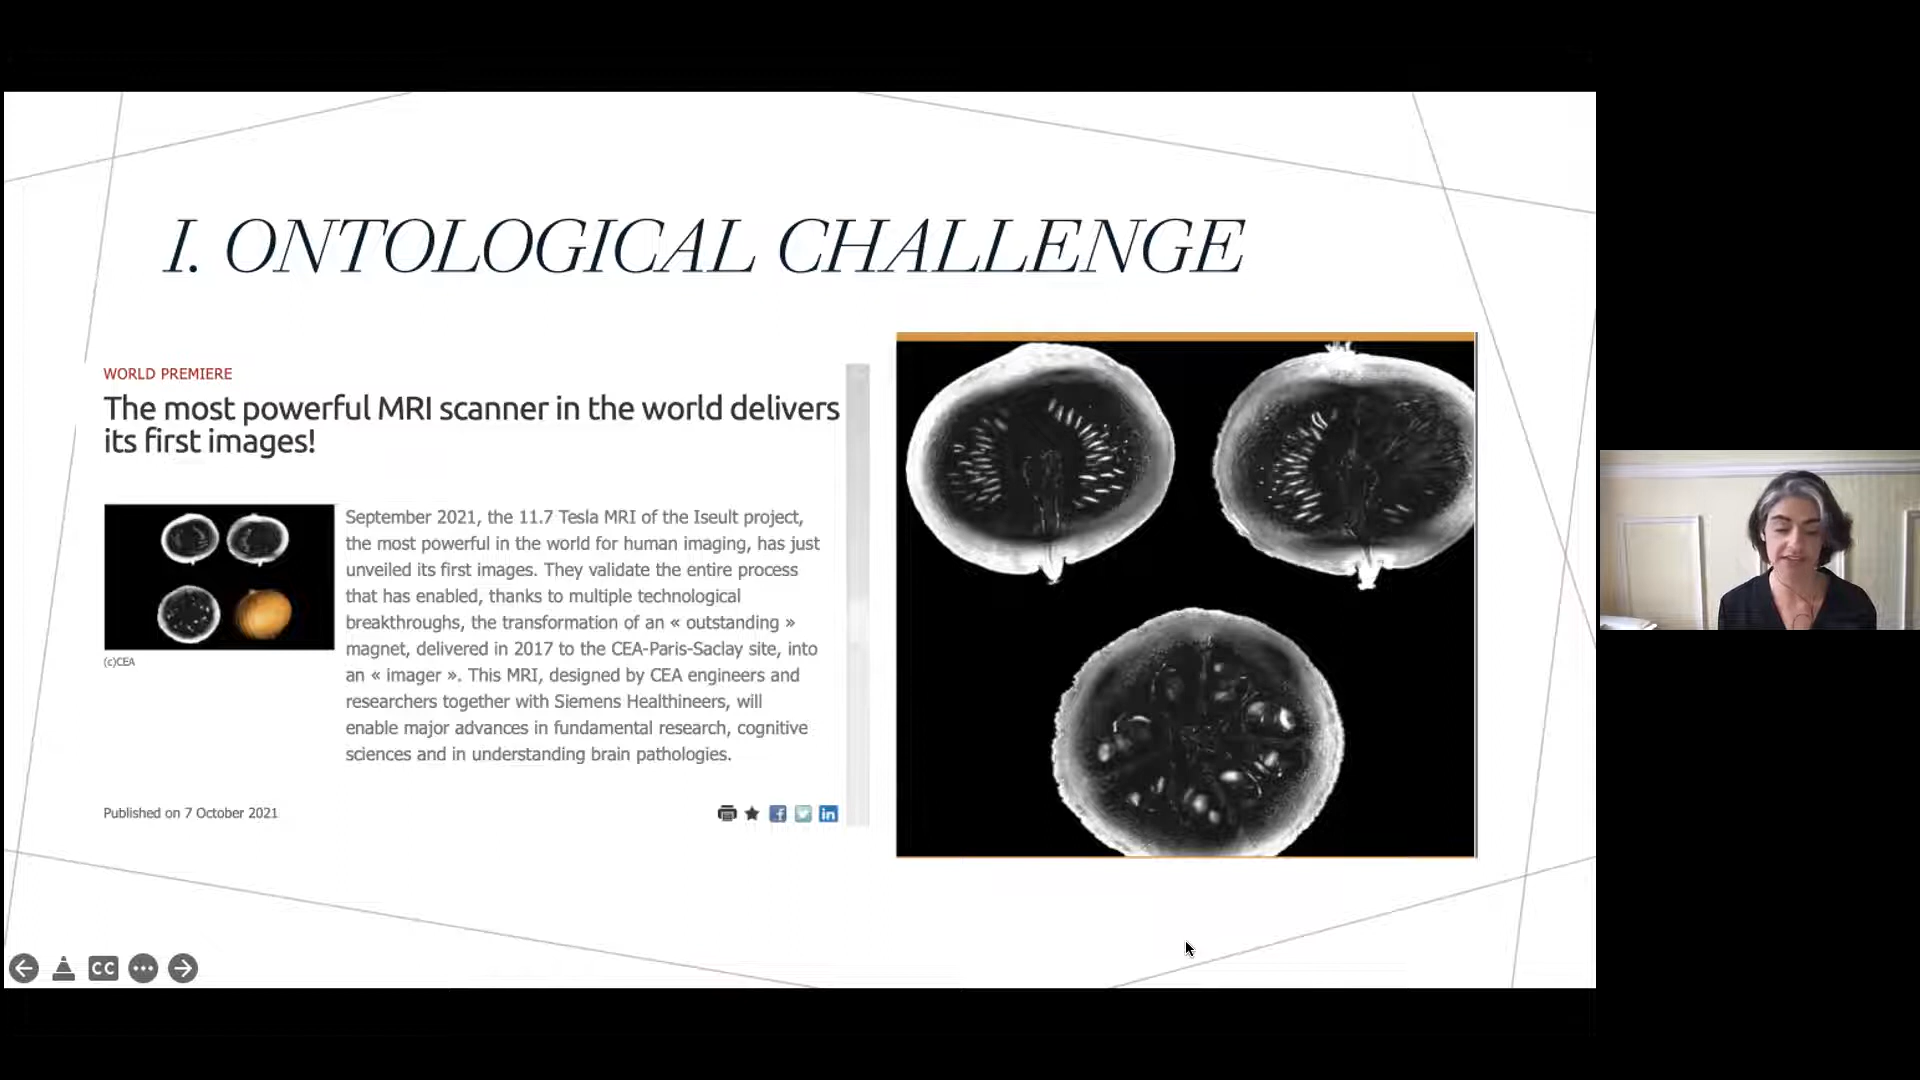 I. ONTOLOGICAL CHALLENGE
WORLD PREMIERE
The most powerful MRI scanner in the world delivers
its first images!
September 2021, the 11.7 Tesla MRI of the Iseult project,
the most powerful in the world for human imaging, has just
unveiled its first images. They validate the entire process
that has enabled, thanks to multiple technological
breakthroughs, the transformation of an « outstanding »
magnet, delivered in 2017 to the CEA-Paris-Saclay site, into
an « imager ». This MRI, designed by CEA engineers and
researchers together with Siemens Healthineers, will
enable major advances in fundamental research, cognitive
sciences and in understanding brain pathologies.
(c)CEA
Published on 7 October 2021
f
in
CC